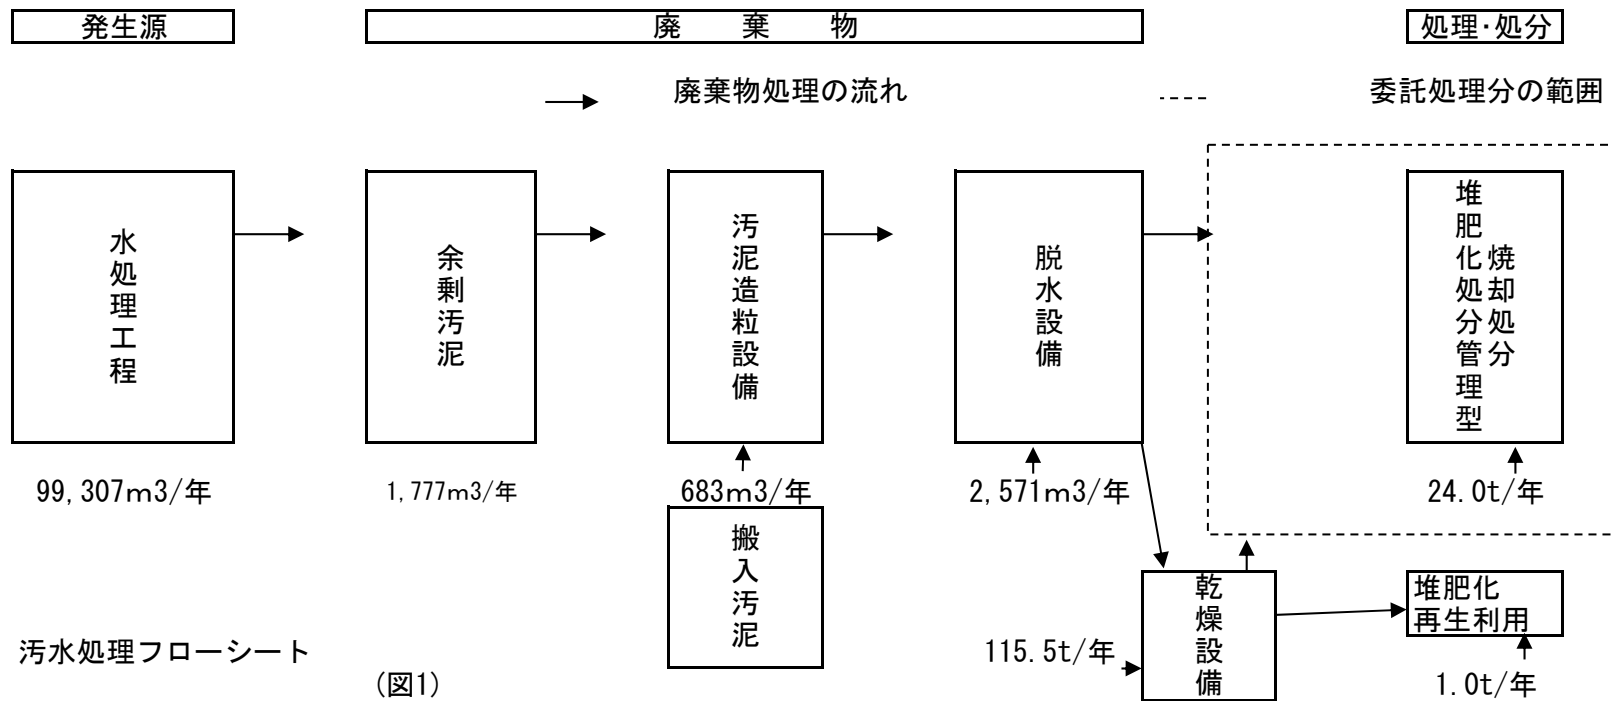 発生源
廃棄物
処理・処分
廃棄物処理の流れ
委託処理分の範囲
水処理工程
余剰汚泥
汚泥造粒設備
脱水設備
焼却処分
堆肥化処分管理型
99,307m3/年
1,777m3/年
683m3/年
2,571m3/年
24.0t/年
搬入汚泥
乾燥設備
堆肥化
再生利用
汚水処理フローシート
115.5t/年
(図1)
1.0t/年